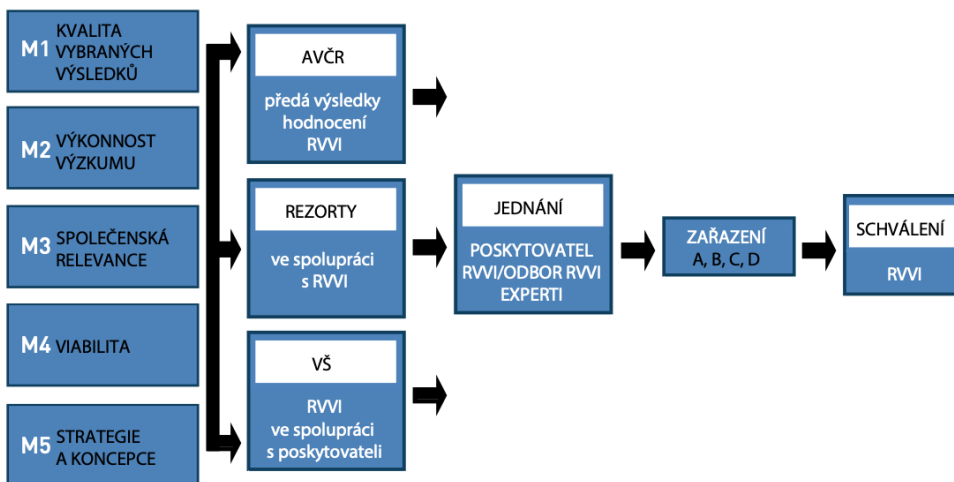 M1 KVALITA
VYBRANÝCH
VÝSLEDKŮ
M2 VÝKONNOST
VÝZKUMU
M3 SPOLEČENSKÁ
RELEVANCE
M4 VIABILITA
M5 STRATEGIE
A KONCEPCE
AVČR
předá výsledky
hodnocení
RVVI
REZORTY
ve spolupráci
s RVVI
VŠ
RVVI
ve spolupráci
s poskytovateli
JEDNÁNÍ
POSKYTOVATEL
RVVI/ODBOR RVVI
EXPERTI
ZAŘAZENÍ
A, B, C, D
SCHVÁLENÍ
RVVI